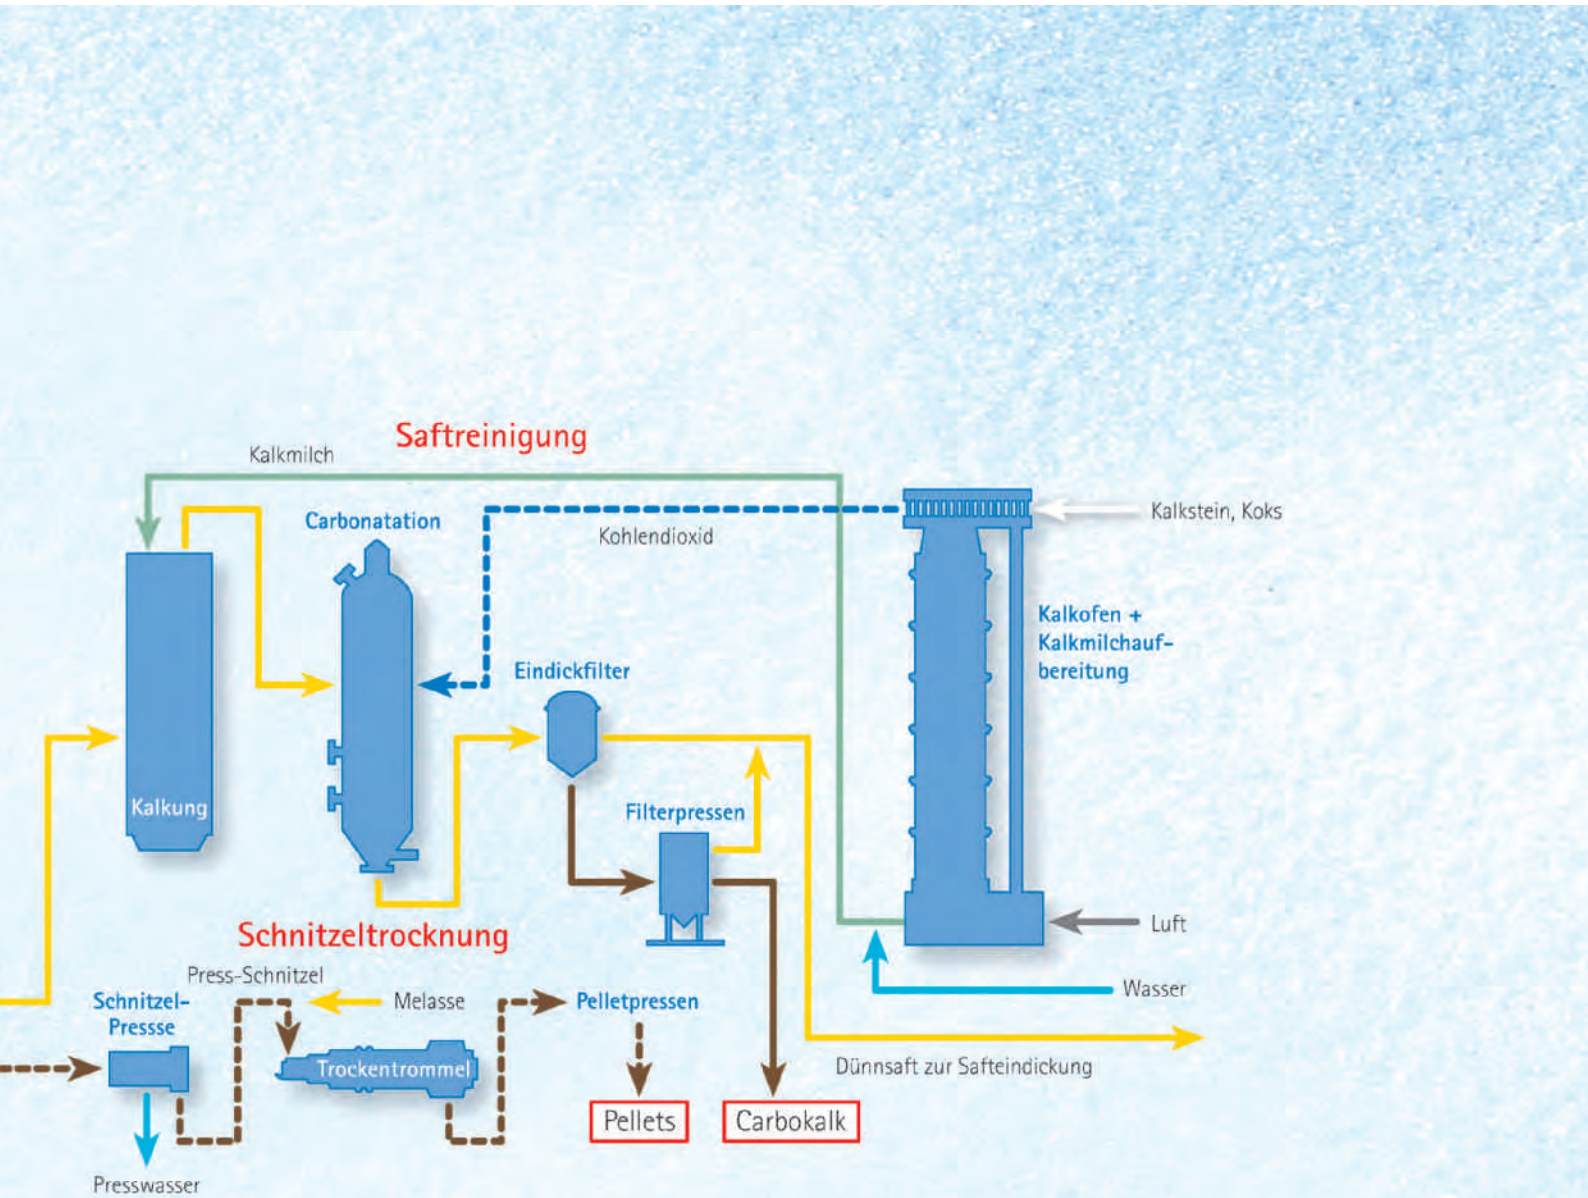 Saftreinigung
Kalkmilch
Carbonatation
Kohlendioxid
Kalkstein, Koks
Kalkofen +
Kalkmilchauf-
bereitung
Eindickfilter
Kalkung
Filterpressen
Luft
Schnitzeltrocknung
Press-Schnitzel
Schnitzel-
Pressse
Melasse
Pelletpressen
Wasser
Trockentrommel
Dünnsaft zur Safteindickung
Pellets
Carbokalk
Presswasser